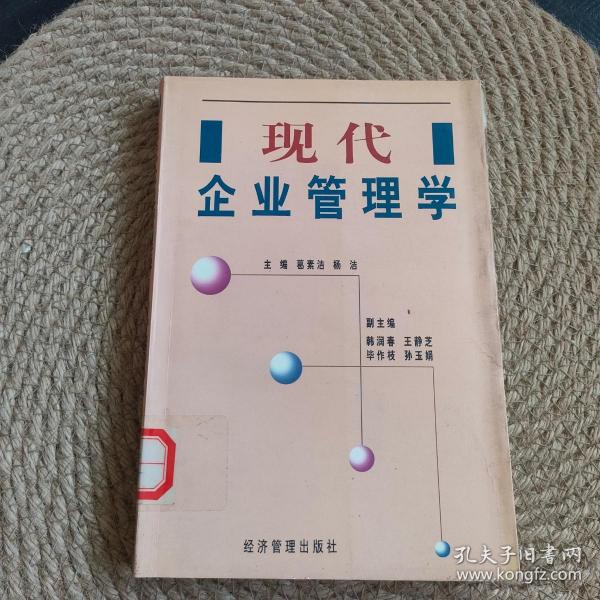 现代
企业管理学
主编 葛素洁 杨洁
副主编
韩润春 王静芝
毕作枝 孙玉娟
经济管理出版社
孔夫子旧书网
www.kongfz.com